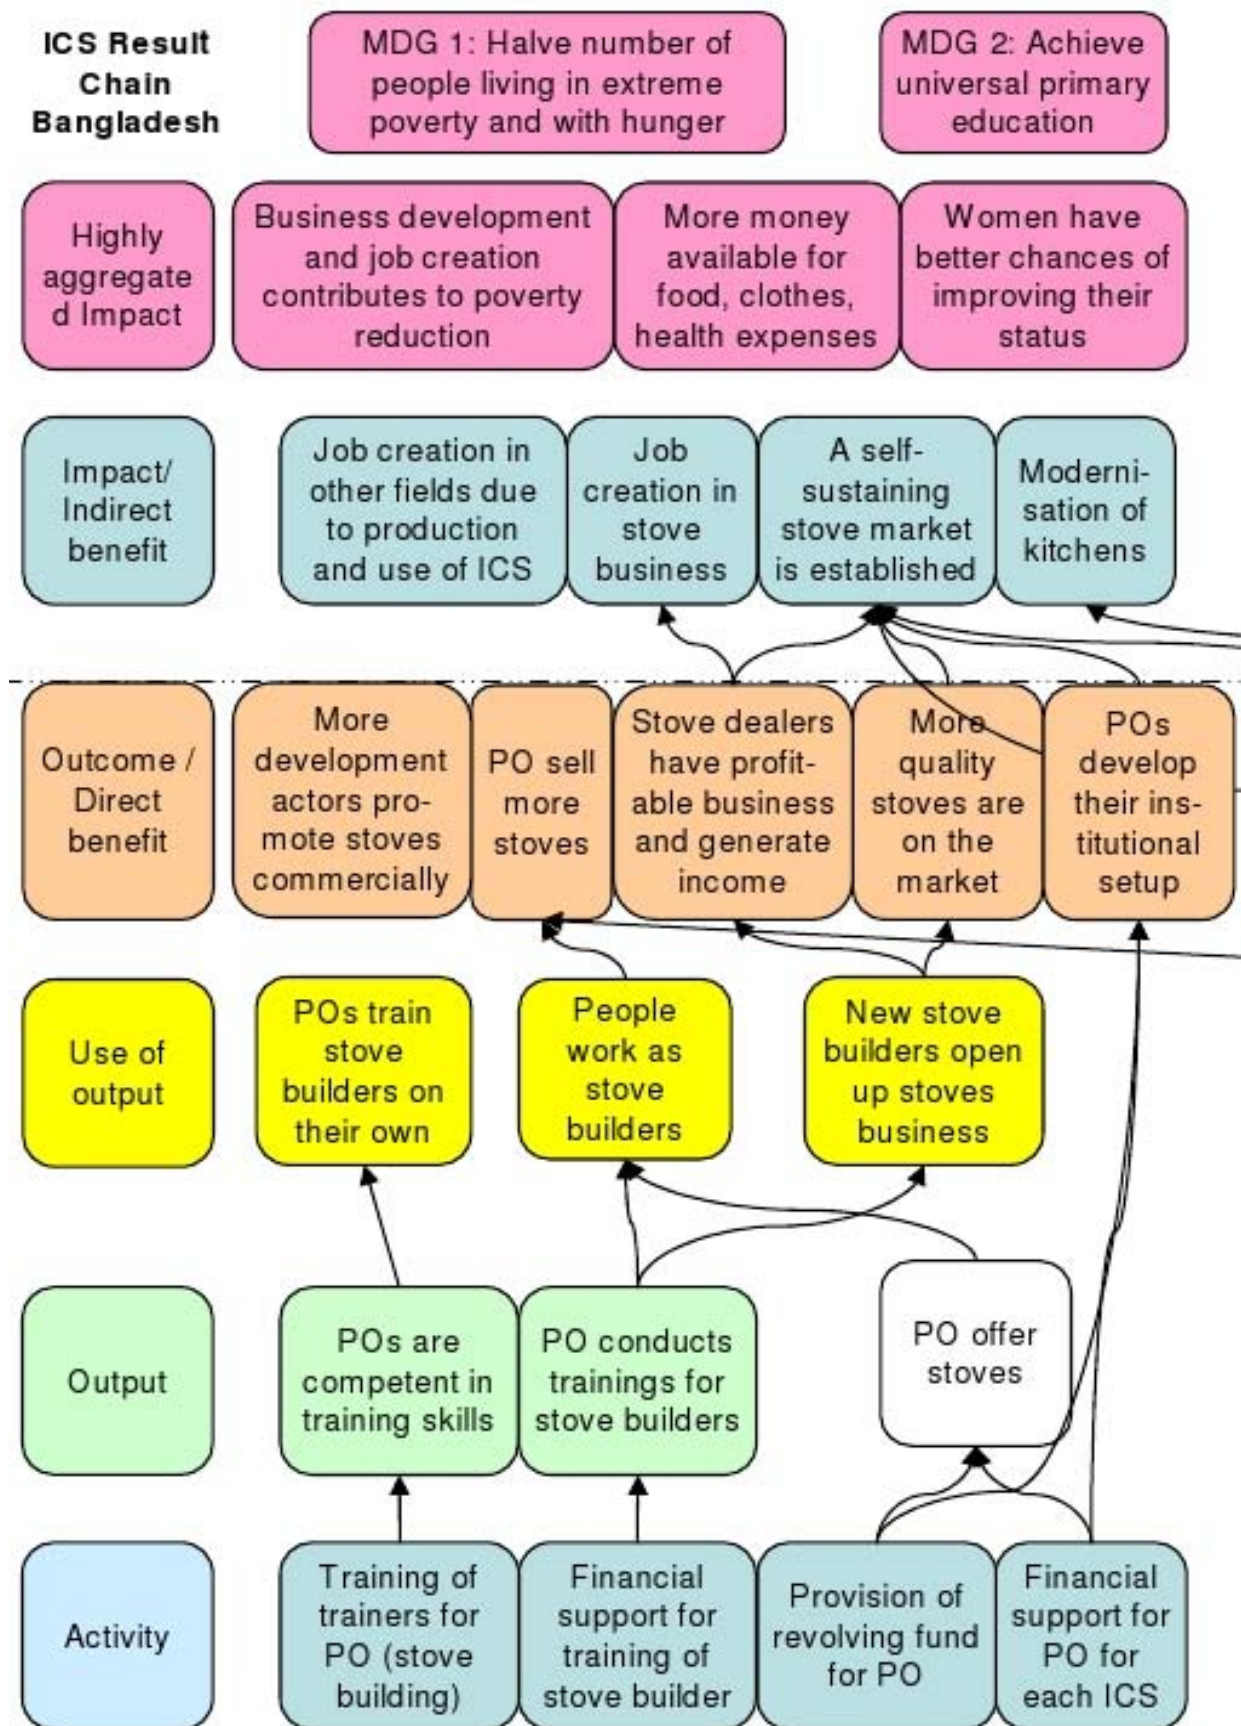 ICS Result
Chain
Bangladesh
MDG 1: Halve number of
people living in extreme
poverty and with hunger
MDG 2: Achieve
universal primary
education
Highly
aggregate
d Impact
Business development
and job creation
contributes to poverty
reduction
More money
available for
food, clothes,
health expenses
Women have
better chances of
improving their
status
Impact/
Indirect
benefit
Job creation in
other fields due
to production
and use of ICS
Job
creation in
stove
business
A self-
sustaining
stove market
is established
Moderni-
sation of
kitchens
Outcome /
Direct
benefit
More
development
actors pro-
mote stoves
commercially
PO sell
more
stoves
Stove dealers
have profit-
able business
and generate
income
More
quality
stoves are
on the
market
POs
develop
their ins-
titutional
setup
Use of
output
POs train
stove
builders on
their own
People
work as
stove
builders
New stove
builders open
up stoves
business
Output
POs are
competent in
training skills
PO conducts
trainings for
stove builders
PO offer
stoves
Activity
Training of
trainers for
PO (stove
building)
Financial
support for
training of
stove builder
Provision of
revolving fund
for PO
Financial
support for
PO for
each ICS